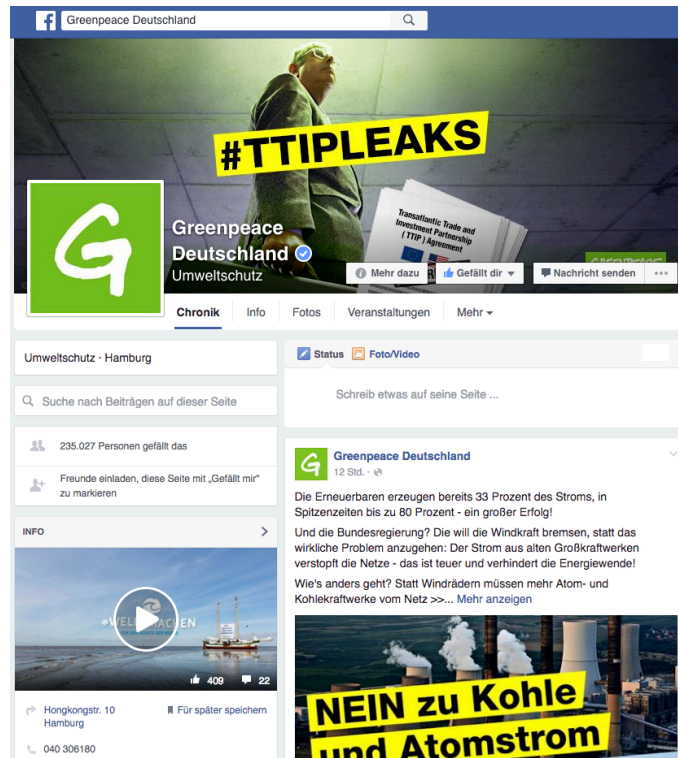 Greenpeace Deutschland
#TTIPLEAKS
Transatlantic Trade and
Investment Partnership
( TTIP ) Agreement
G
Greenpeace
Deutschland
Umweltschutz
Mehr dazu
Gefällt dir
Nachricht senden
GREENPEACE
Chronik Info Fotos Veranstaltungen Mehr
Umweltschutz · Hamburg
Suche nach Beiträgen auf dieser Seite
235.027 Personen gefällt das
Freunde einladen, diese Seite mit „Gefällt mir"
zu markieren
INFO
409 22
Hongkongstr. 10
Hamburg
Für später speichern
040 306180
Status Foto/Video
Schreib etwas auf seine Seite ...
G
Greenpeace Deutschland
12 Std. ·
Die Erneuerbaren erzeugen bereits 33 Prozent des Stroms, in
Spitzenzeiten bis zu 80 Prozent - ein großer Erfolg!
Und die Bundesregierung? Die will die Windkraft bremsen, statt das
wirkliche Problem anzugehen: Der Strom aus alten Großkraftwerken
verstopft die Netze - das ist teuer und verhindert die Energiewende!
Wie's anders geht? Statt Windrädern müssen mehr Atom- und
Kohlekraftwerke vom Netz >>... Mehr anzeigen
NEIN zu Kohle
und Atomstrom